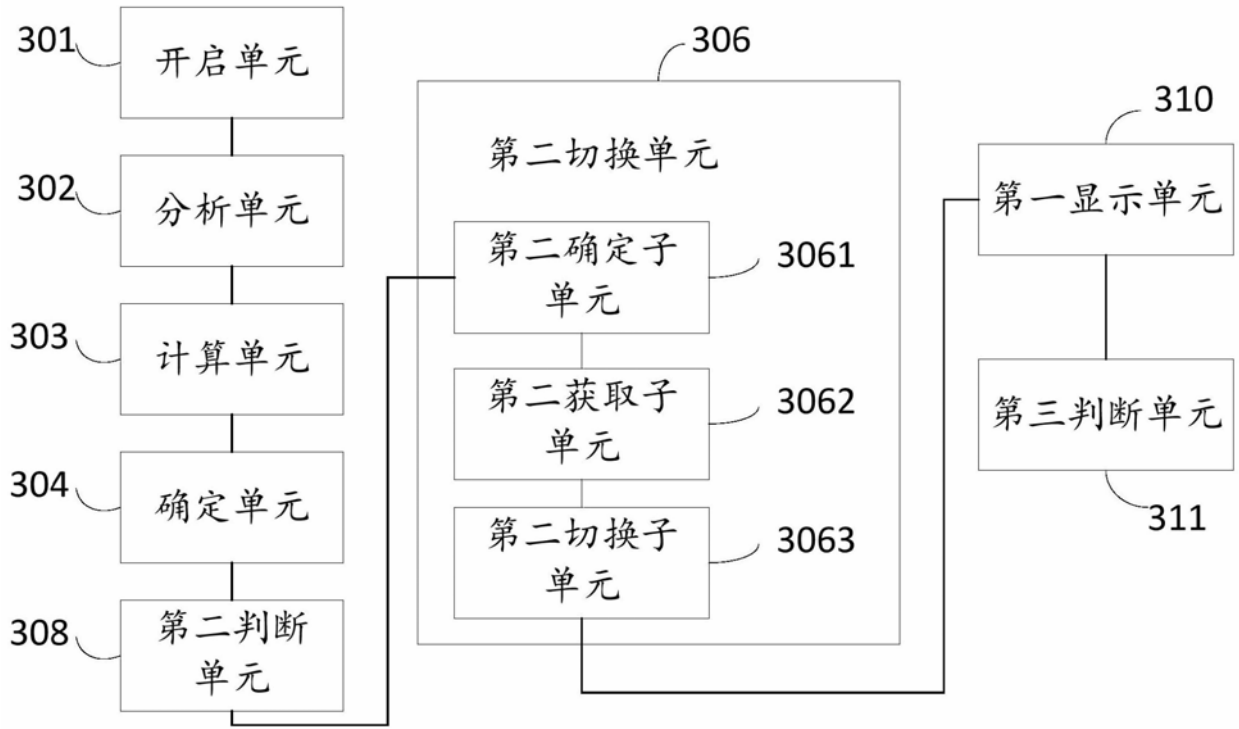 301
开启单元
302
分析单元
303
计算单元
304
确定单元
308
第二判断
单元
306
第二切换单元
第二确定子
单元
3061
第二获取子
单元
3062
第二切换子
单元
3063
310
第一显示单元
第三判断单元
311